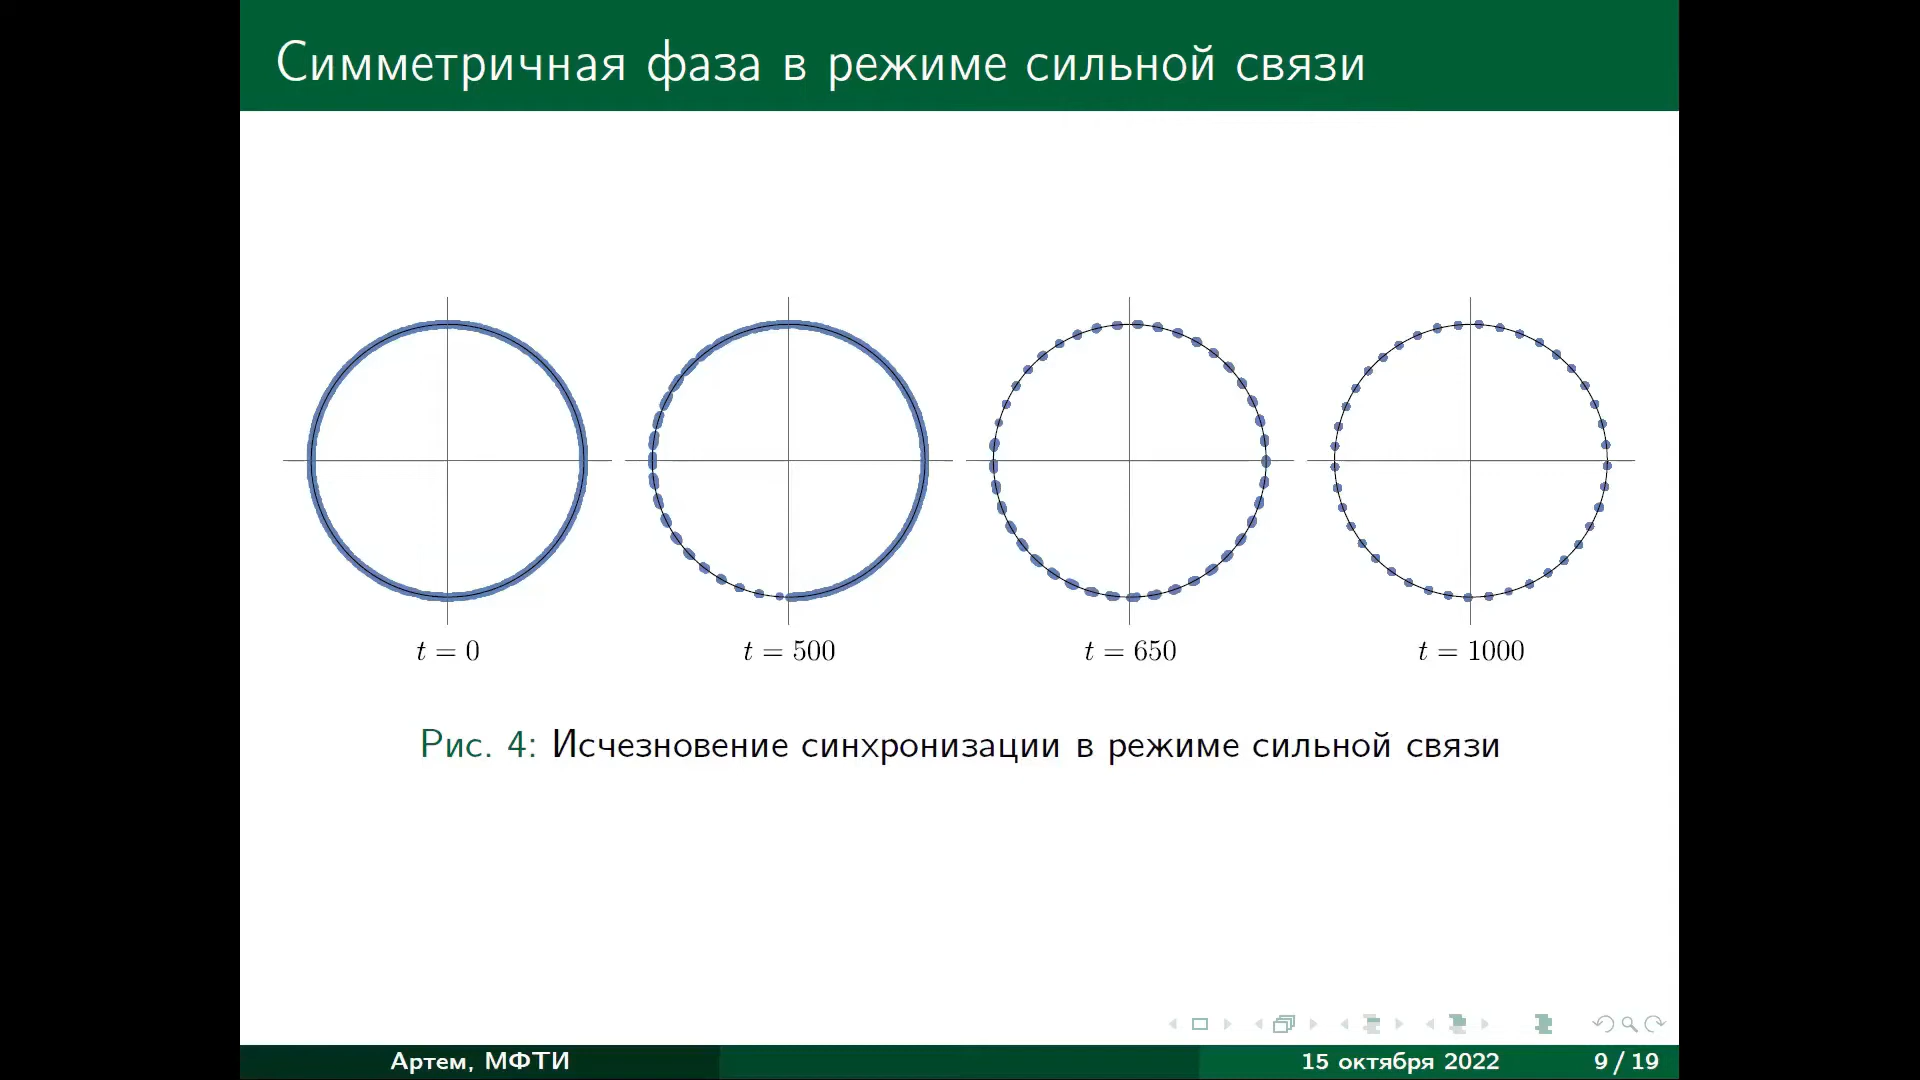 Симметричная фаза в режиме сильной связи
t = 0
t = 500
t = 650
t = 1000
Рис. 4: Исчезновение синхронизации в режиме сильной связи
Артем, МФТИ
15 октября 2022
9 / 19